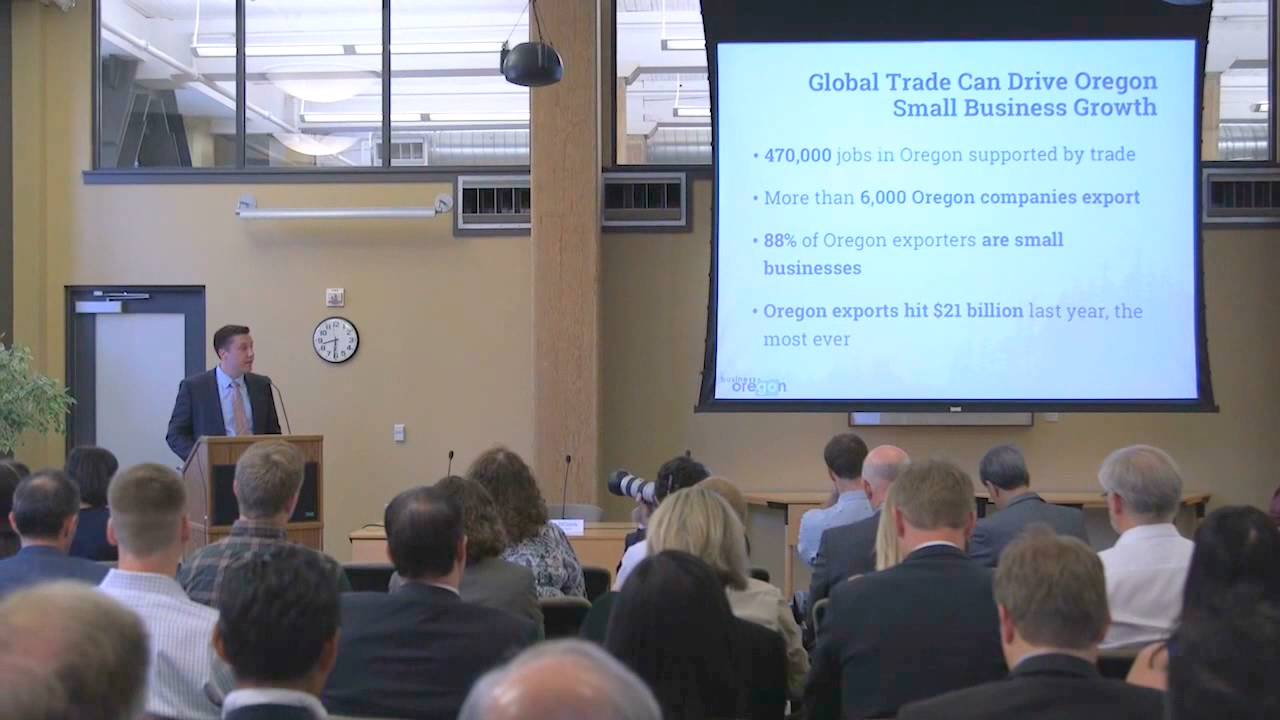 Global Trade Can Drive Oregon
Small Business Growth
• 470,000 jobs in Oregon supported by trade
• More than 6,000 Oregon companies export
• 88% of Oregon exporters are small
businesses
• Oregon exports hit $21 billion last year, the
most ever
business
oregon